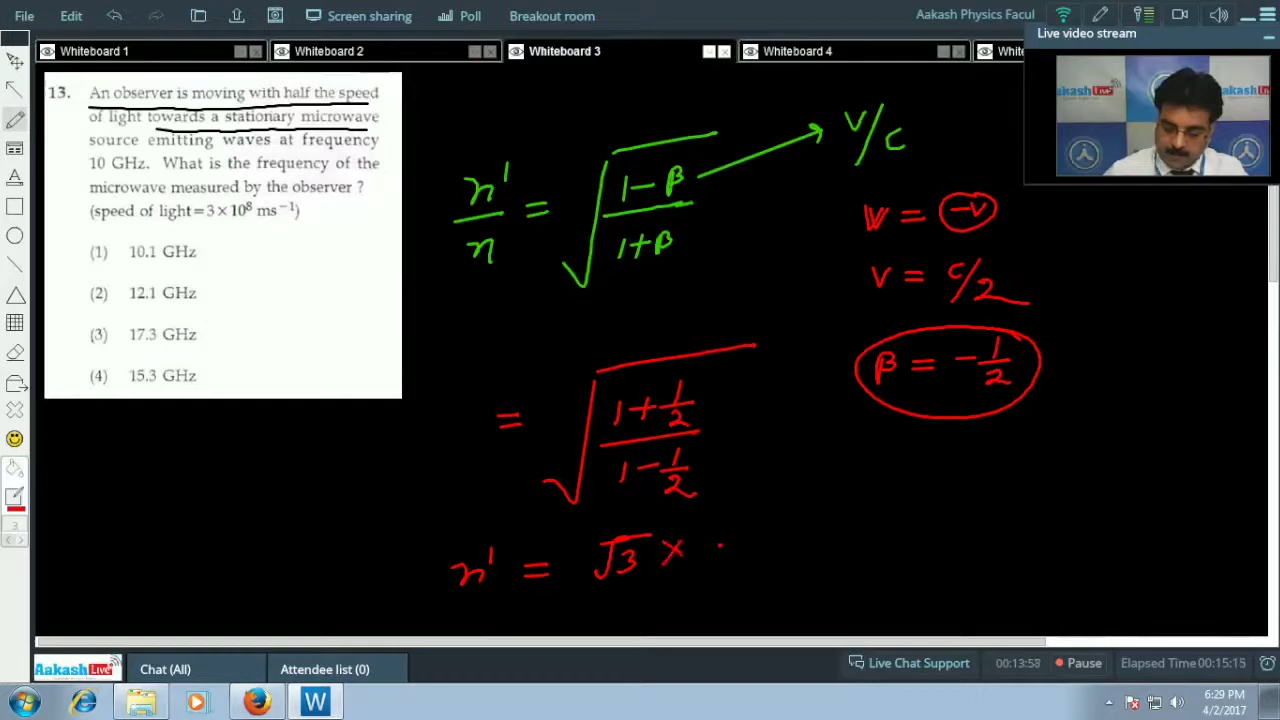 File Edit Screen sharing Poll Breakout room Aakash Physics Facul
Live video stream
Whiteboard 1 Whiteboard 2 Whiteboard 3 Whiteboard 4 Whit
13. An observer is moving with half the speed
of light towards a stationary microwave
source emitting waves at frequency
10 GHz. What is the frequency of the
microwave measured by the observer ?
(speed of light=3×10⁸ ms⁻¹)
(1) 10.1 GHz
(2) 12.1 GHz
(3) 17.3 GHz
(4) 15.3 GHz
n'/n = √(1-β/1+β)
V/C
V = -V
V = C/2
β = -1/2
= √(1+1/2/1-1/2)
n' = √3 ×
3
Aakash Live Chat (All) Attendee list (0) Live Chat Support 00:13:58 Pause Elapsed Time 00:15:15
W 6:29 PM
4/2/2017